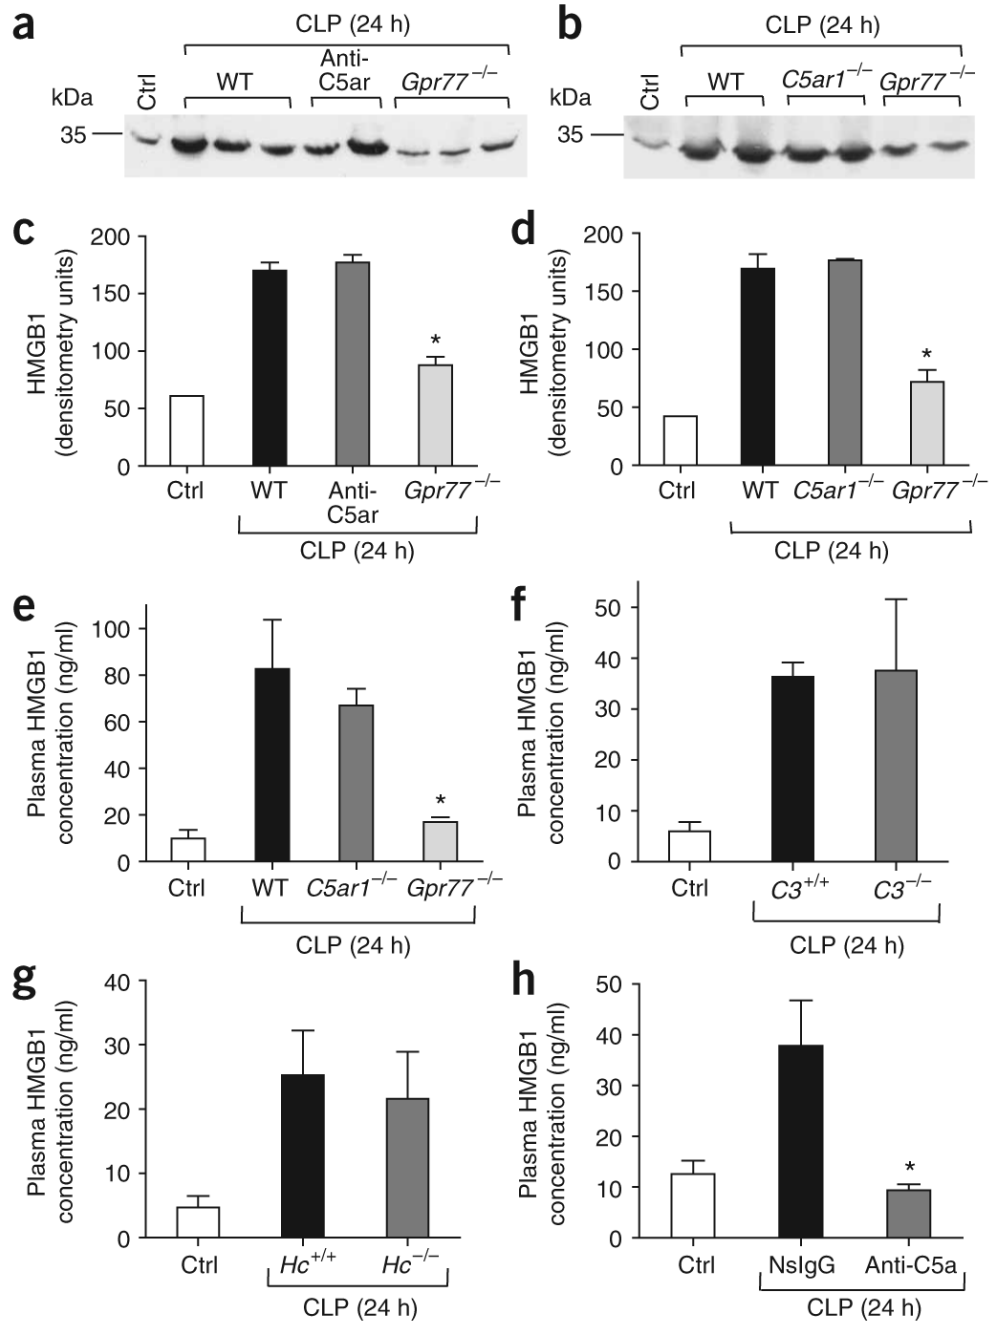 a
CLP (24 h)
Ctrl
WT
Anti-
C5ar
Gpr77−/−
kDa
35
b
CLP (24 h)
Ctrl
WT
C5ar1−/−
Gpr77−/−
kDa
35
c
HMGB1
(densitometry units)
200
150
100
50
0
*
Ctrl
WT
Anti-
C5ar
Gpr77−/−
CLP (24 h)
d
HMGB1
(densitometry units)
200
150
100
50
0
*
Ctrl
WT
C5ar1−/−
Gpr77−/−
CLP (24 h)
e
Plasma HMGB1
concentration (ng/ml)
100
80
60
40
20
0
*
Ctrl
WT
C5ar1−/−
Gpr77−/−
CLP (24 h)
f
Plasma HMGB1
concentration (ng/ml)
50
40
30
20
10
0
Ctrl
C3+/+
C3−/−
CLP (24 h)
g
Plasma HMGB1
concentration (ng/ml)
40
30
20
10
0
Ctrl
Hc+/+
Hc−/−
CLP (24 h)
h
Plasma HMGB1
concentration (ng/ml)
50
40
30
20
10
0
*
Ctrl
NsIgG
Anti-C5a
CLP (24 h)